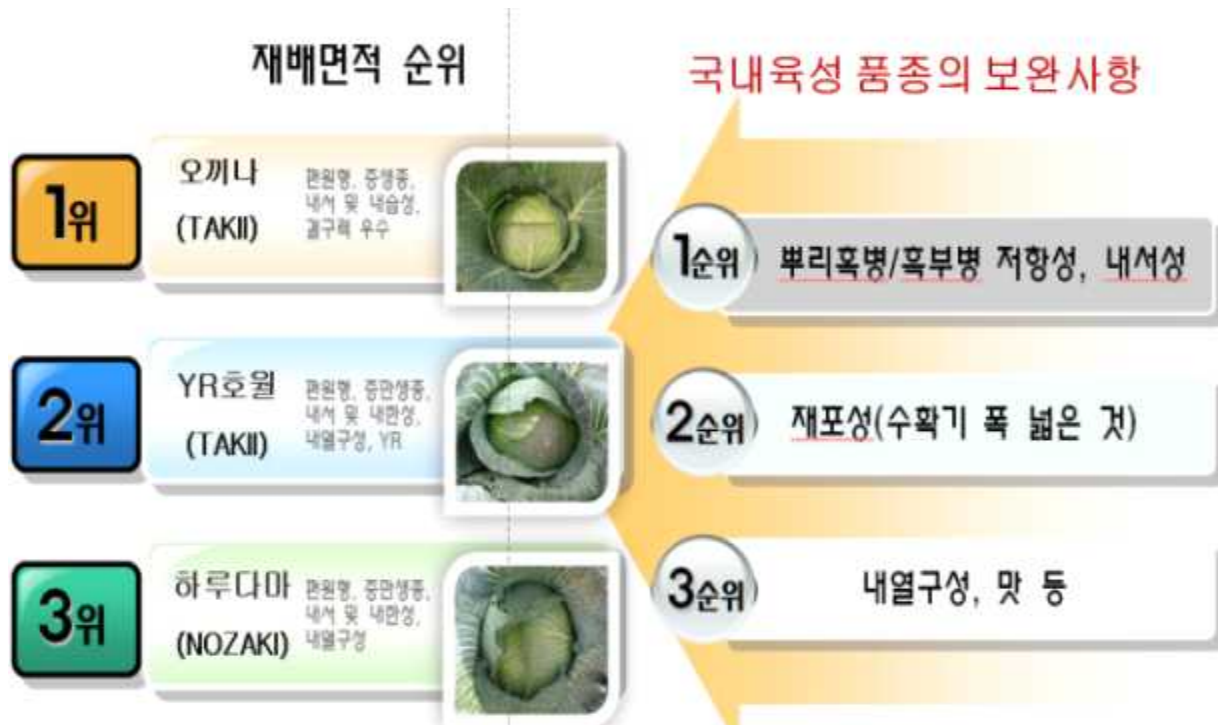 재배면적 순위
1위
오끼나
(TAKII)
편원형, 중생종,
내서 및 내습성,
결구력 우수
2위
YR호월
(TAKII)
편원형, 중만생종,
내서 및 내한성,
내열구성, YR
3위
하루다마
(NOZAKI)
편원형, 중만생종,
내서 및 내한성,
내열구성
국내육성 품종의 보완사항
1순위
뿌리혹병/흑부병 저항성, 내서성
2순위
재포성(수확기 폭 넓은 것)
3순위
내열구성, 맛 등